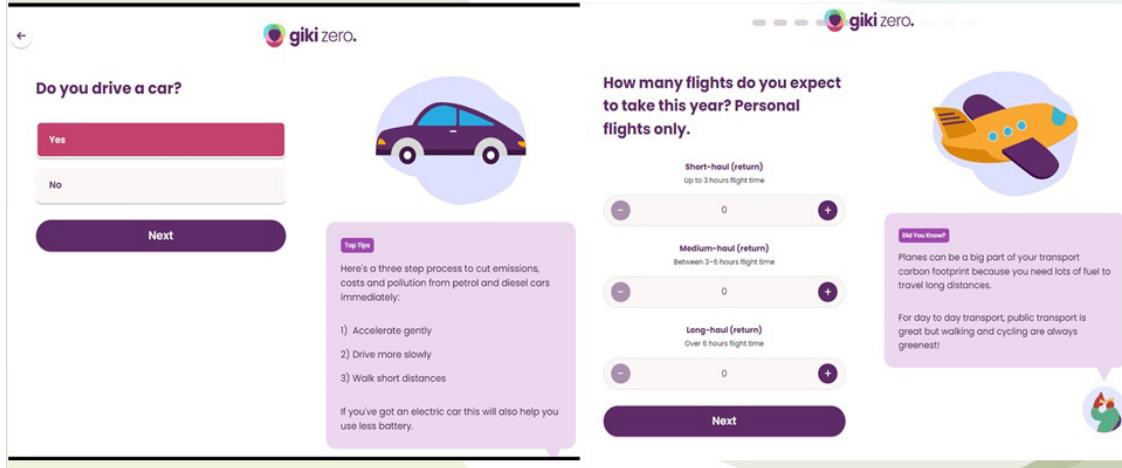 giki zero.
Do you drive a car?
Yes
No
Next
Top Tips
Here's a three step process to cut emissions,
costs and pollution from petrol and diesel cars
immediately:
1) Accelerate gently
2) Drive more slowly
3) Walk short distances
If you've got an electric car this will also help you
use less battery.
giki zero.
How many flights do you expect
to take this year? Personal
flights only.
Short-haul (return)
Up to 3 hours flight time
0
Medium-haul (return)
Between 3-6 hours flight time
0
Long-haul (return)
Over 6 hours flight time
0
Next
Did You Know?
Planes can be a big part of your transport
carbon footprint because you need lots of fuel to
travel long distances.
For day to day transport, public transport is
great but walking and cycling are always
greenest!